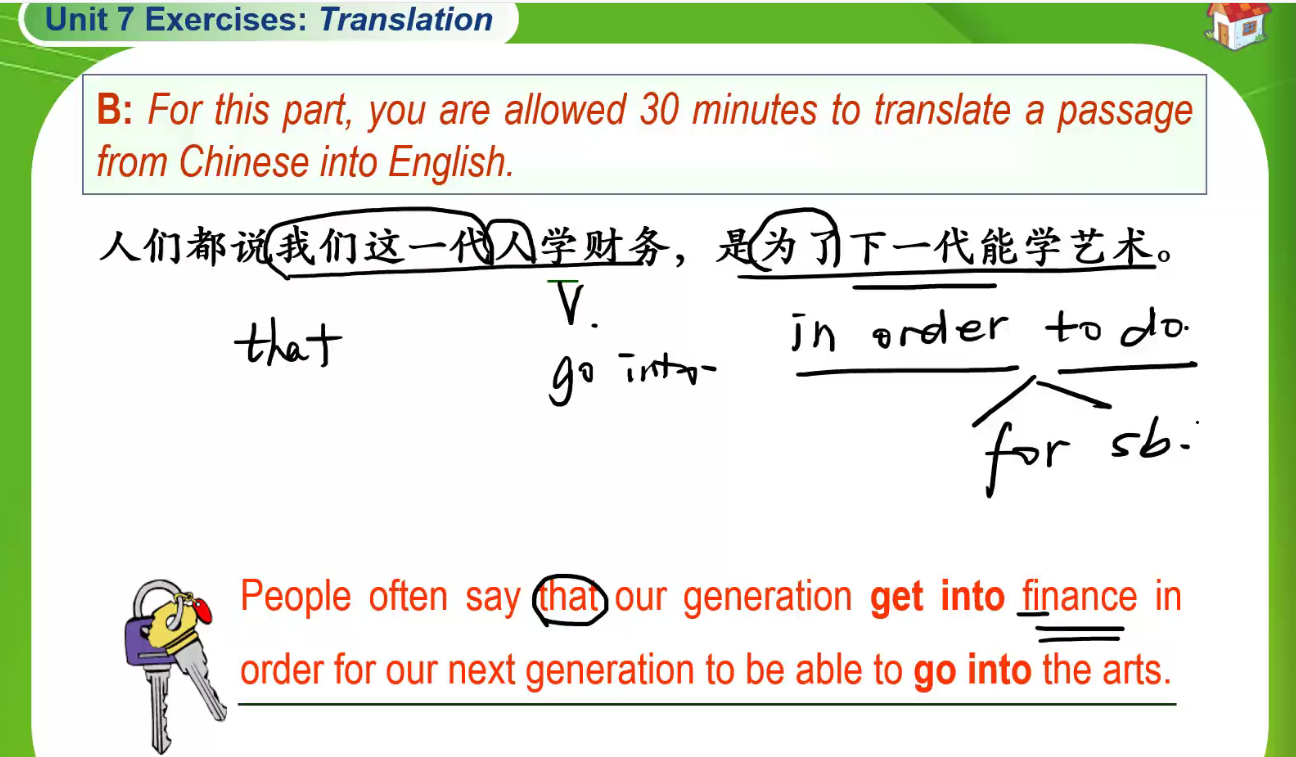 Unit 7 Exercises: Translation
B: For this part, you are allowed 30 minutes to translate a passage
from Chinese into English.
人们都说我们这一代人学财务，是为了下一代能学艺术。
that
V.
go into
in order to do.
for sb.
People often say that our generation get into finance in
order for our next generation to be able to go into the arts.